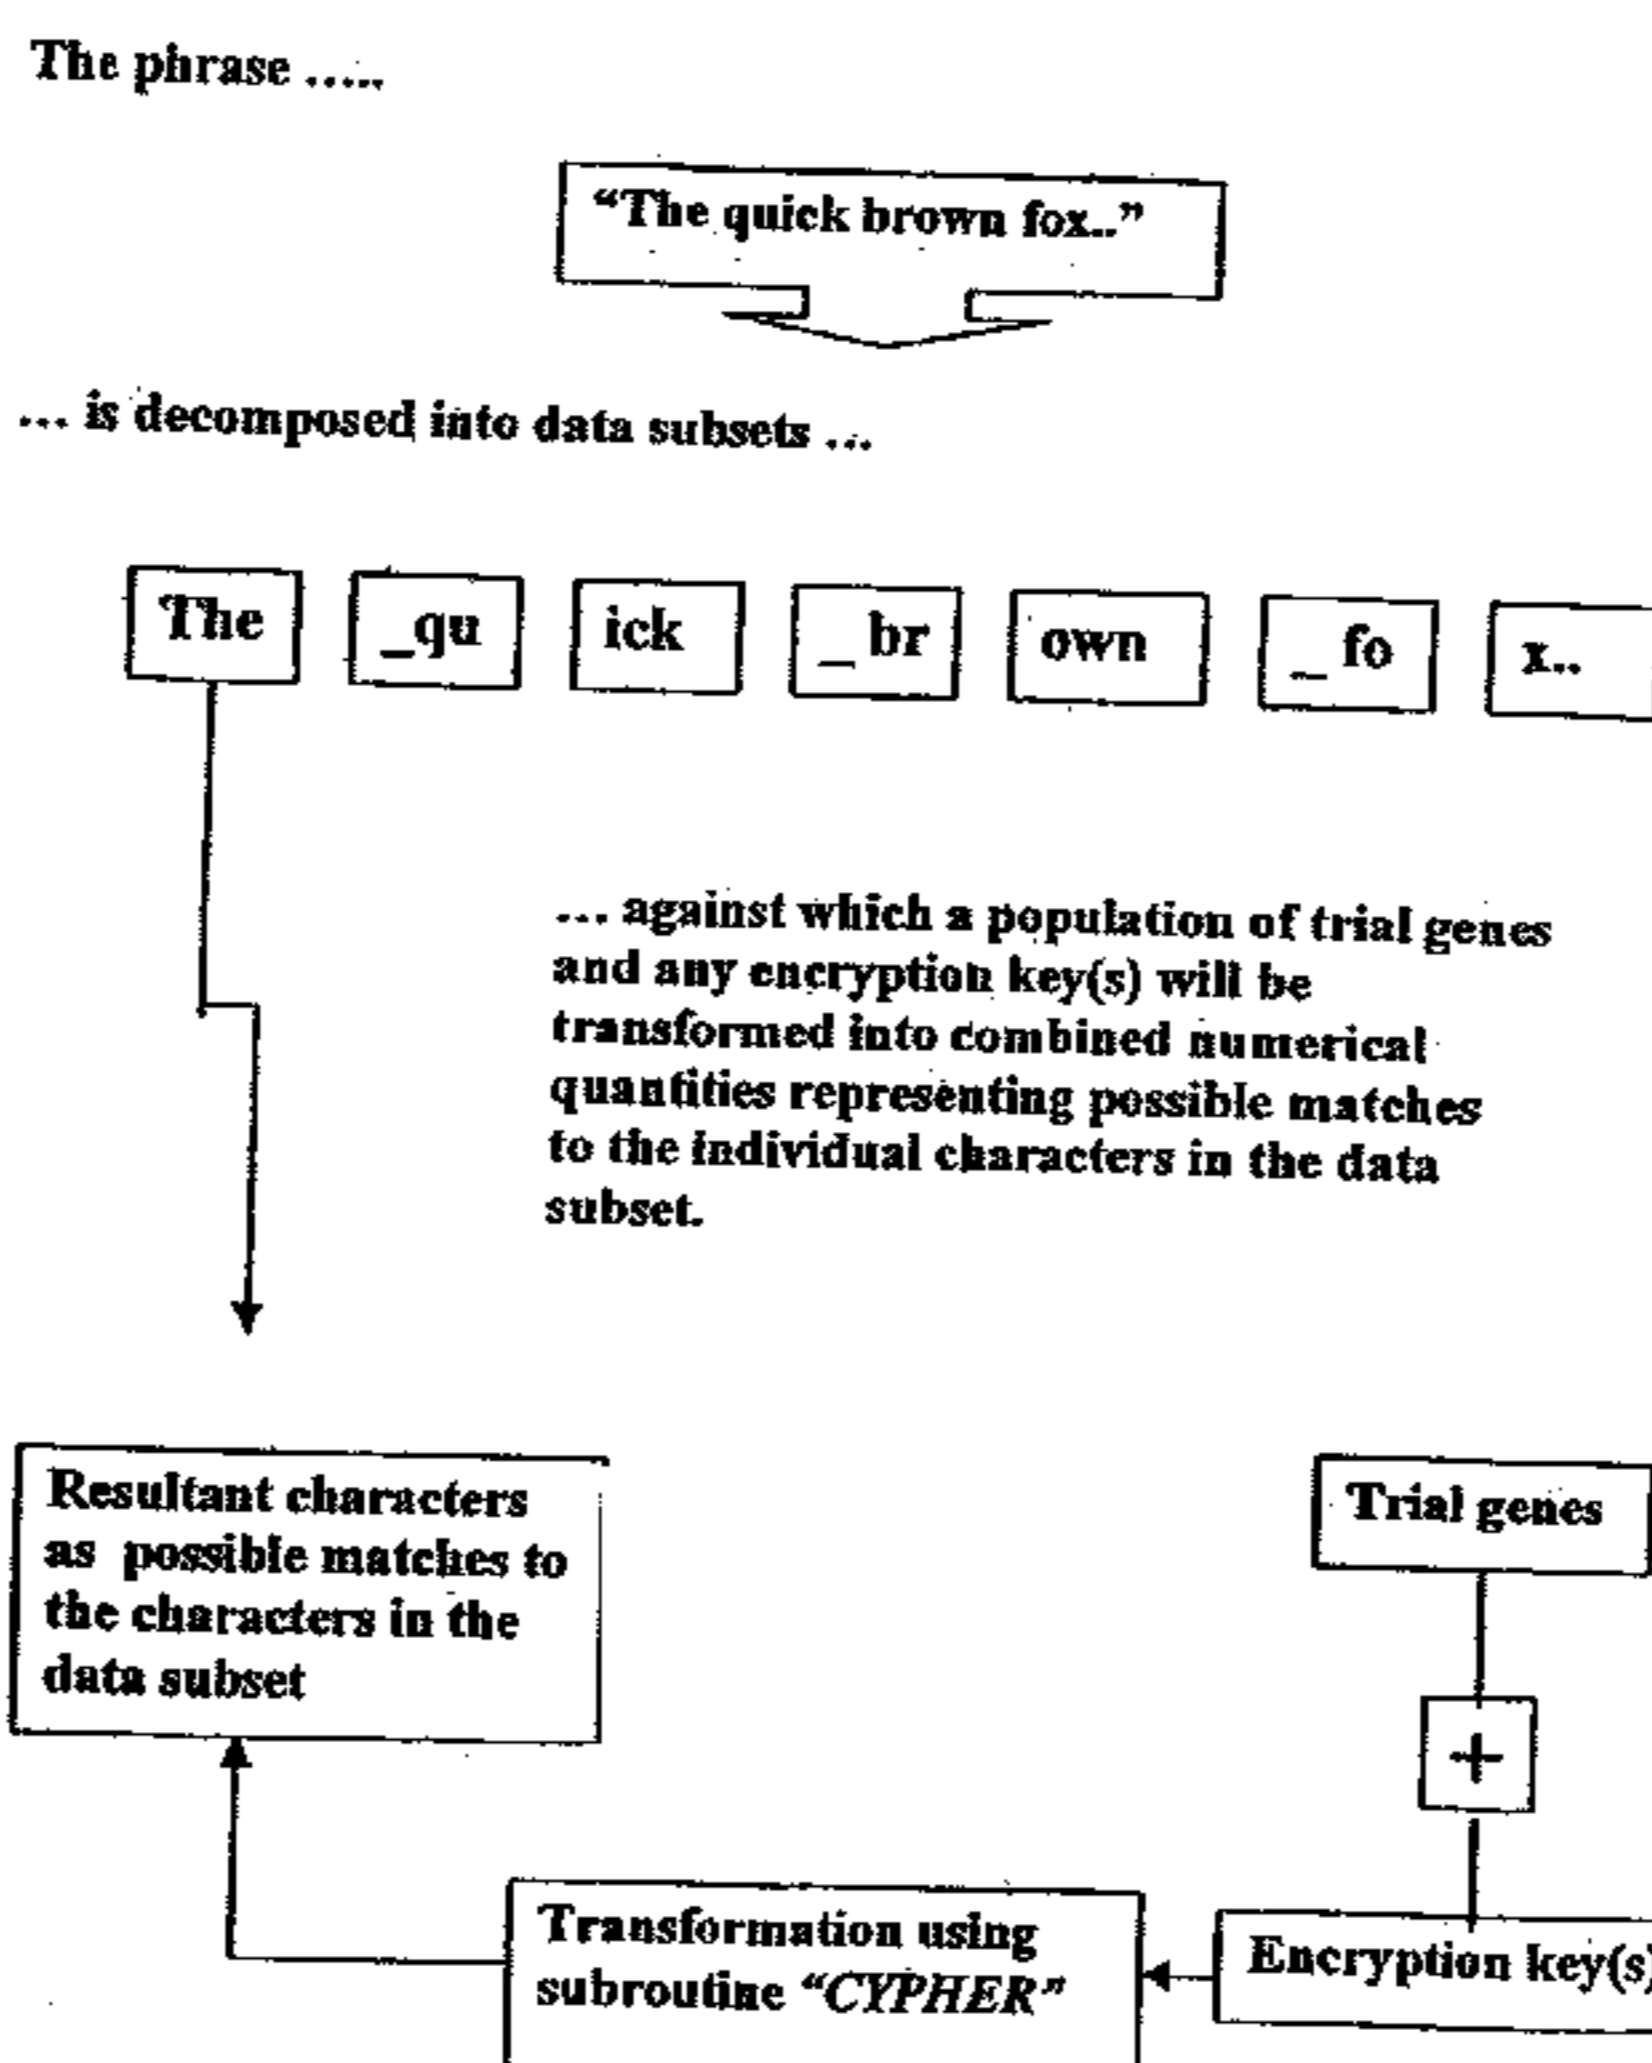 The phrase .....
“The quick brown fox..”
... is decomposed into data subsets ...
The
_qu
ick
_ br
own
_ fo
x..
... against which a population of trial genes
and any encryption key(s) will be
transformed into combined numerical
quantities representing possible matches
to the individual characters in the data
subset.
Resultant characters
as possible matches to
the characters in the
data subset
Trial genes
+
Transformation using
subroutine “CYPHER”
Encryption key(s)